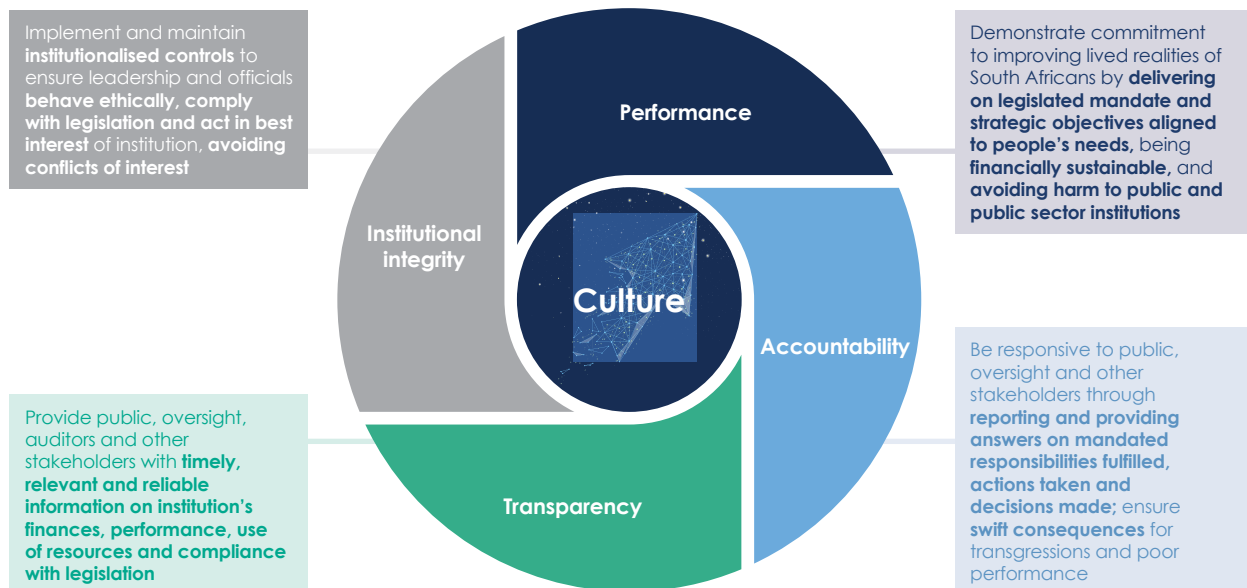 Implement and maintain
institutionalised controls to
ensure leadership and officials
behave ethically, comply
with legislation and act in best
interest of institution, avoiding
conflicts of interest
Performance
Demonstrate commitment
to improving lived realities of
South Africans by delivering
on legislated mandate and
strategic objectives aligned
to people's needs, being
financially sustainable, and
avoiding harm to public and
public sector institutions
Institutional
integrity
Culture
Accountability
Provide public, oversight,
auditors and other
stakeholders with timely,
relevant and reliable
information on institution's
finances, performance, use
of resources and compliance
with legislation
Transparency
Be responsive to public,
oversight and other
stakeholders through
reporting and providing
answers on mandated
responsibilities fulfilled,
actions taken and
decisions made; ensure
swift consequences for
transgressions and poor
performance